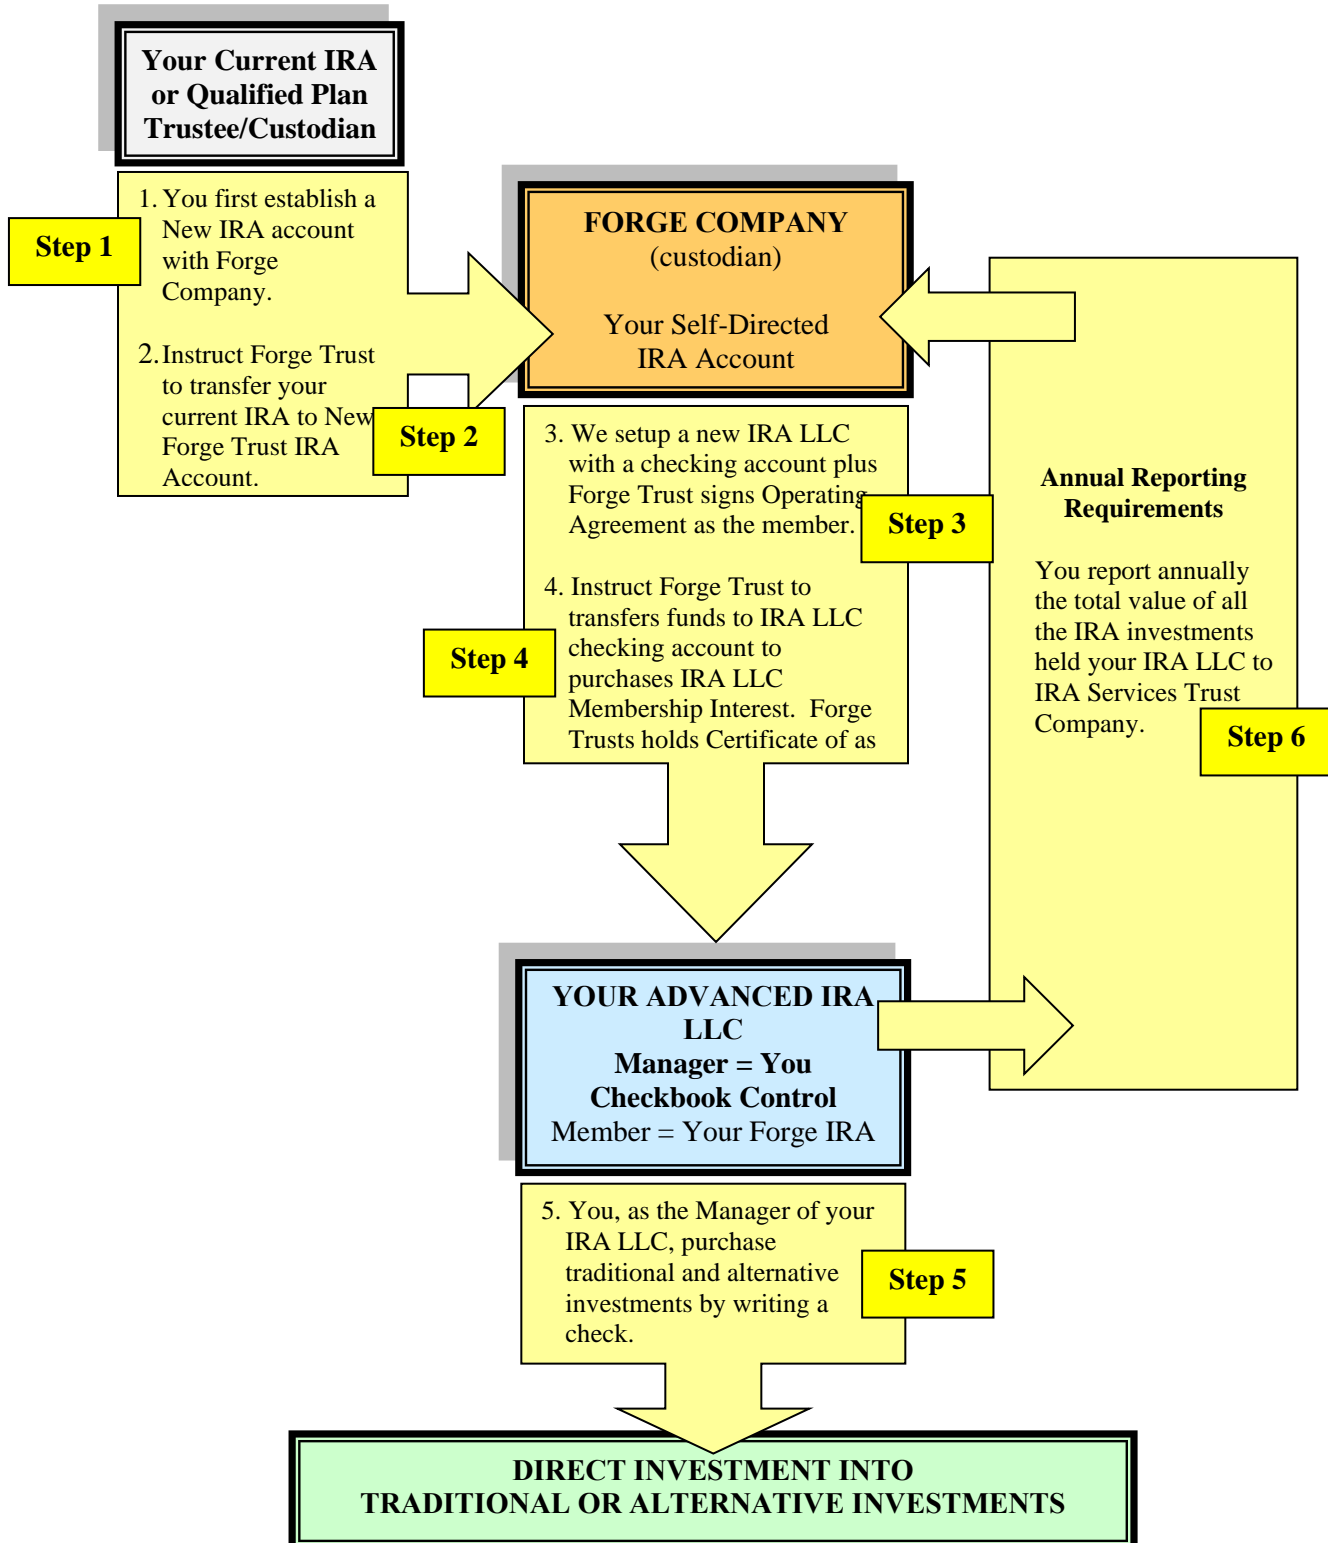 Your Current IRA
or Qualified Plan
Trustee/Custodian
Step 1
1. You first establish a
New IRA account
with Forge
Company.
2. Instruct Forge Trust
to transfer your
current IRA to New
Forge Trust IRA
Account.
Step 2
FORGE COMPANY
(custodian)
Your Self-Directed
IRA Account
3. We setup a new IRA LLC
with a checking account plus
Forge Trust signs Operating
Agreement as the member.
Step 3
4. Instruct Forge Trust to
transfers funds to IRA LLC
checking account to
purchases IRA LLC
Membership Interest. Forge
Trusts holds Certificate of as
Step 4
Annual Reporting
Requirements
You report annually
the total value of all
the IRA investments
held your IRA LLC to
IRA Services Trust
Company.
Step 6
YOUR ADVANCED IRA
LLC
Manager = You
Checkbook Control
Member = Your Forge IRA
5. You, as the Manager of your
IRA LLC, purchase
traditional and alternative
investments by writing a
check.
Step 5
DIRECT INVESTMENT INTO
TRADITIONAL OR ALTERNATIVE INVESTMENTS